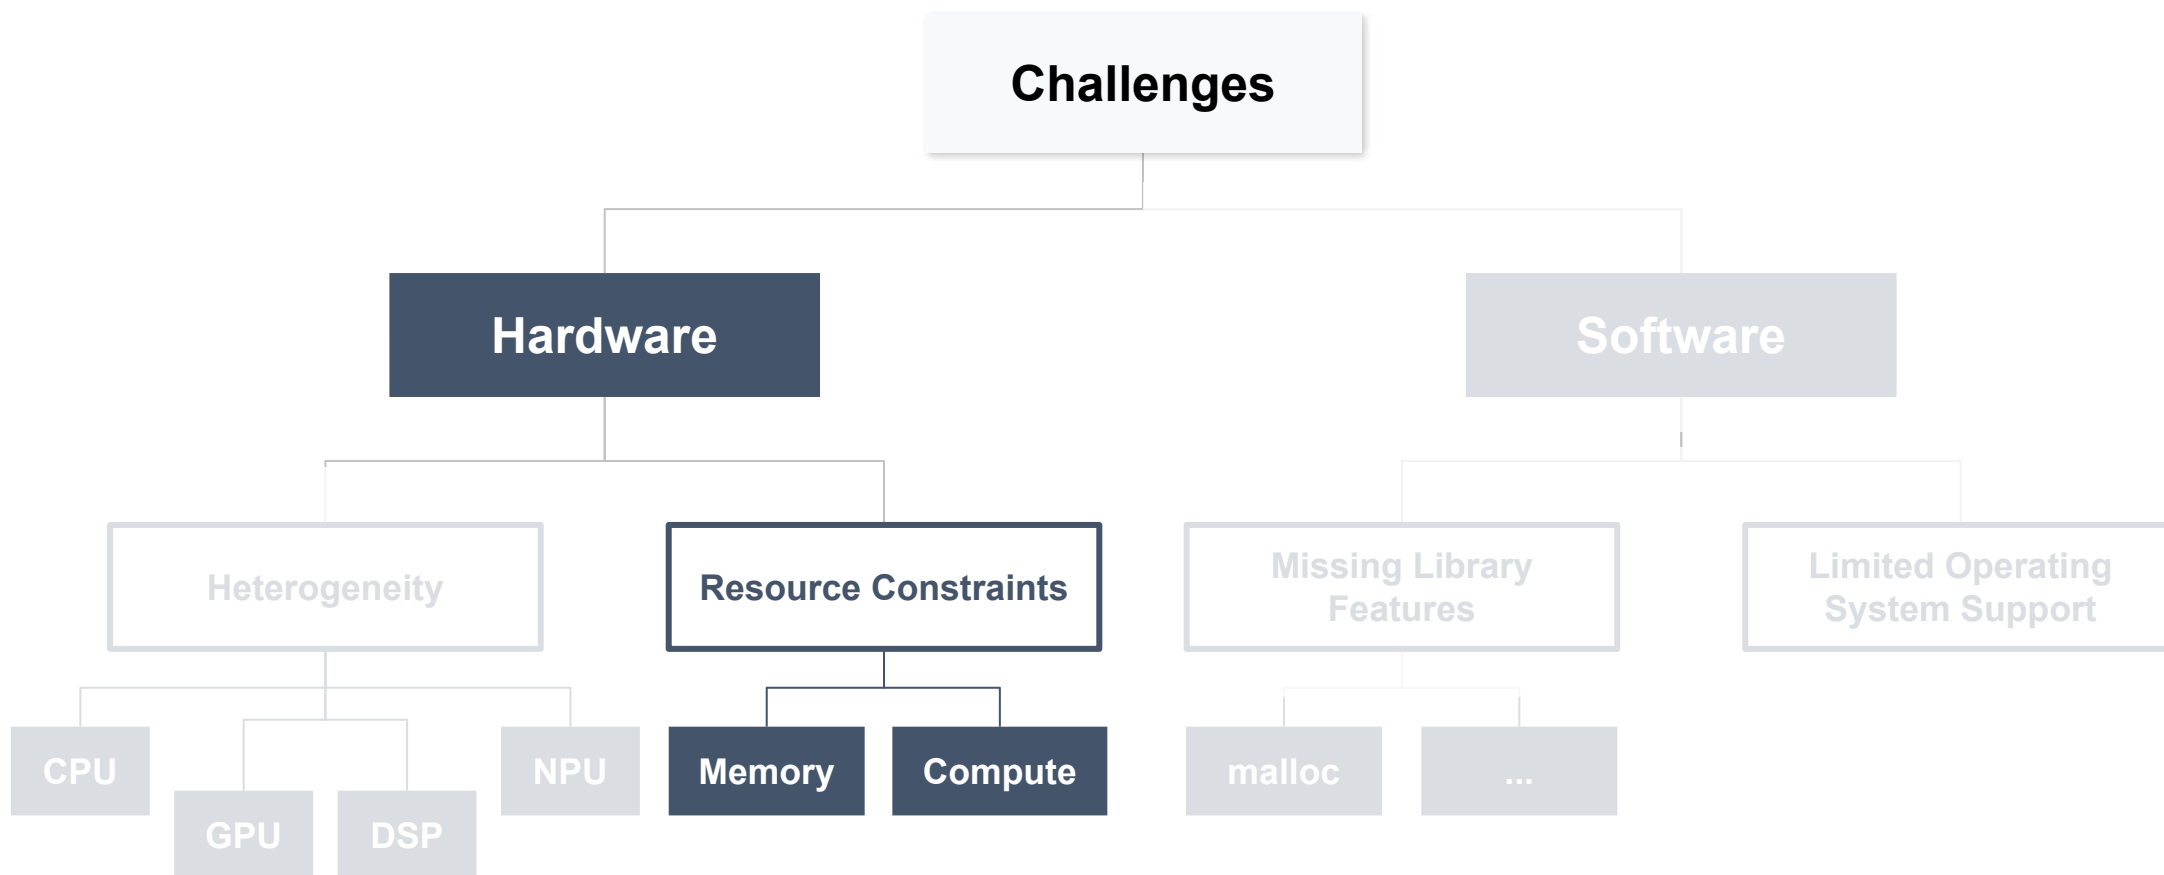 Challenges
Hardware
Software
Heterogeneity
Resource Constraints
Missing Library
Features
Limited Operating
System Support
CPU
GPU
DSP
NPU
Memory
Compute
malloc
...